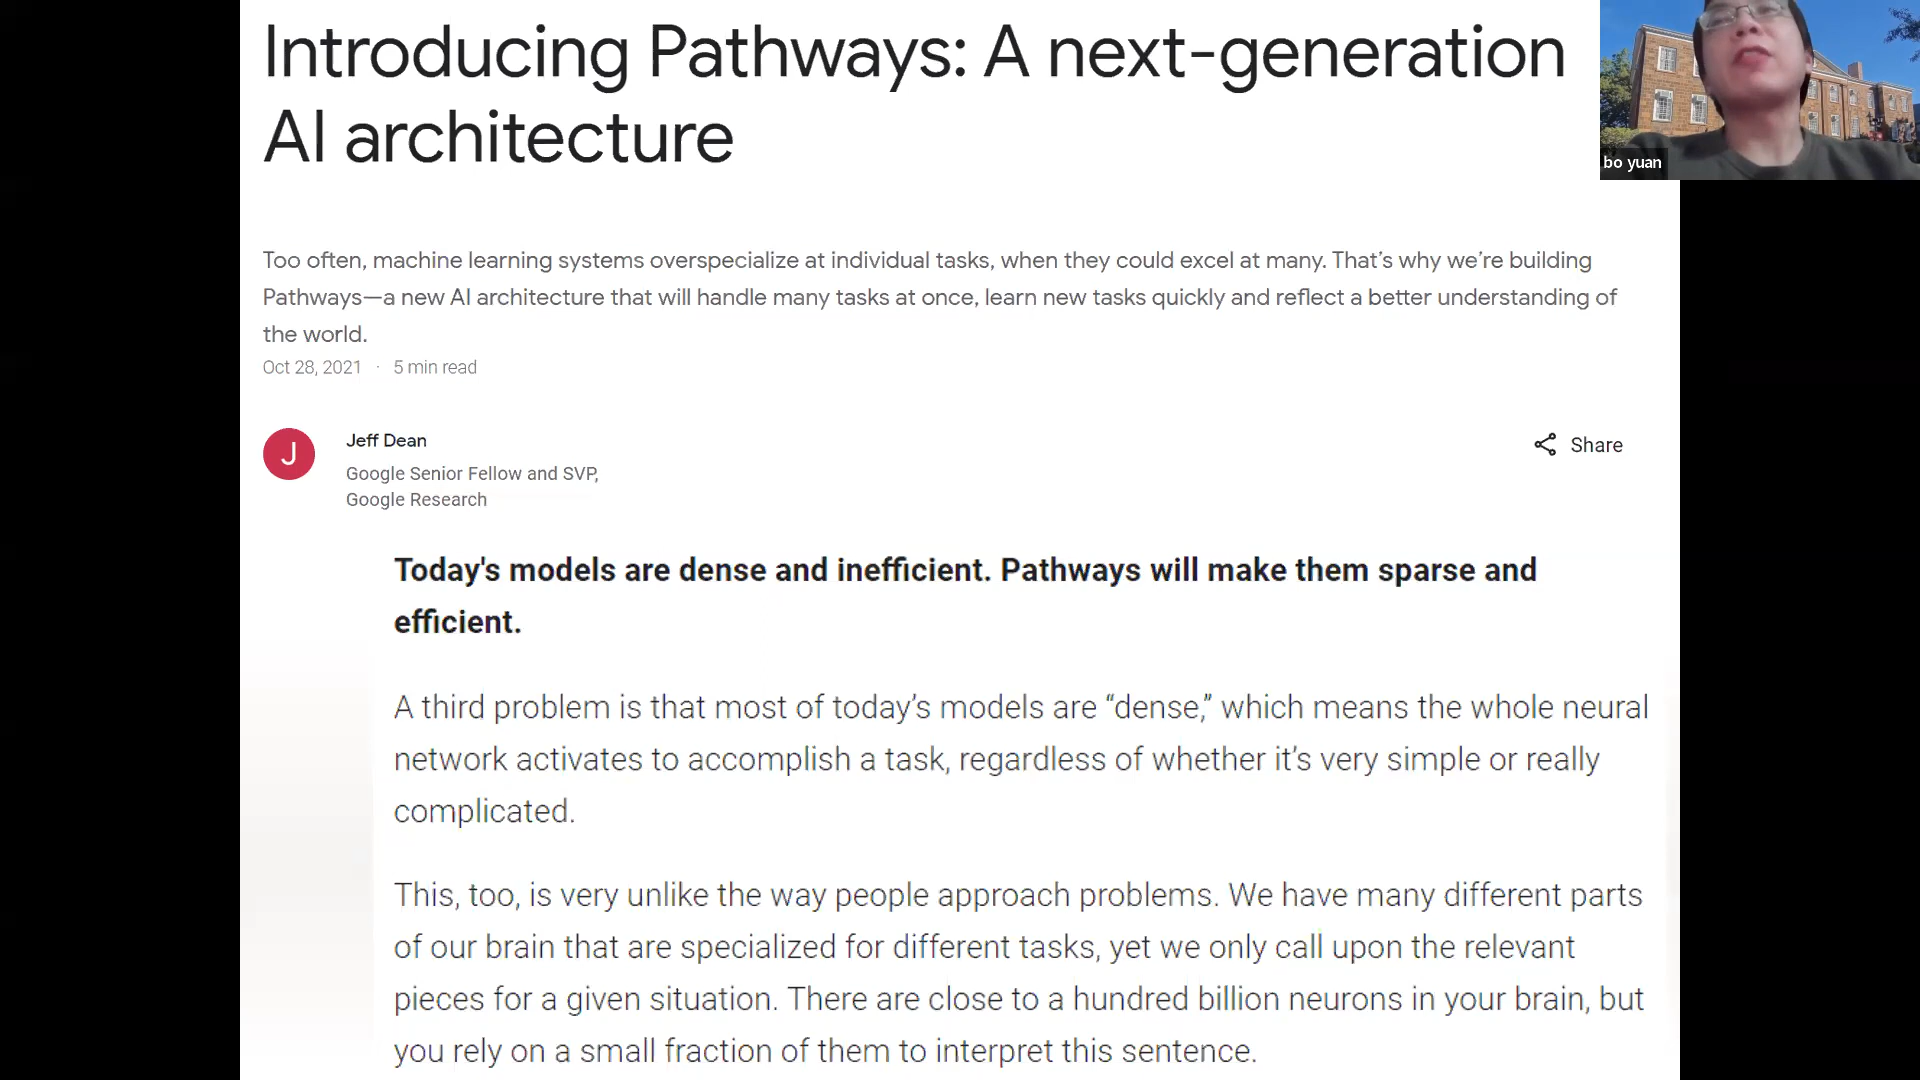 Introducing Pathways: A next-generation
AI architecture
bo yuan
Too often, machine learning systems overspecialize at individual tasks, when they could excel at many. That’s why we’re building
Pathways—a new AI architecture that will handle many tasks at once, learn new tasks quickly and reflect a better understanding of
the world.
Oct 28, 2021 · 5 min read
J
Jeff Dean
Google Senior Fellow and SVP,
Google Research
Share
Today's models are dense and inefficient. Pathways will make them sparse and
efficient.
A third problem is that most of today’s models are “dense,” which means the whole neural
network activates to accomplish a task, regardless of whether it’s very simple or really
complicated.
This, too, is very unlike the way people approach problems. We have many different parts
of our brain that are specialized for different tasks, yet we only call upon the relevant
pieces for a given situation. There are close to a hundred billion neurons in your brain, but
you rely on a small fraction of them to interpret this sentence.